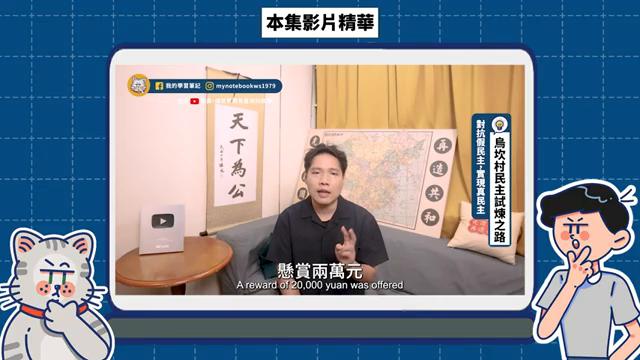 本集影片精華
我的學習筆記 mynotebookws1979
天下為公
再造共和
烏坎村民主試煉之路
對抗假民主，實現真民主
懸賞兩萬元
A reward of 20,000 yuan was offered